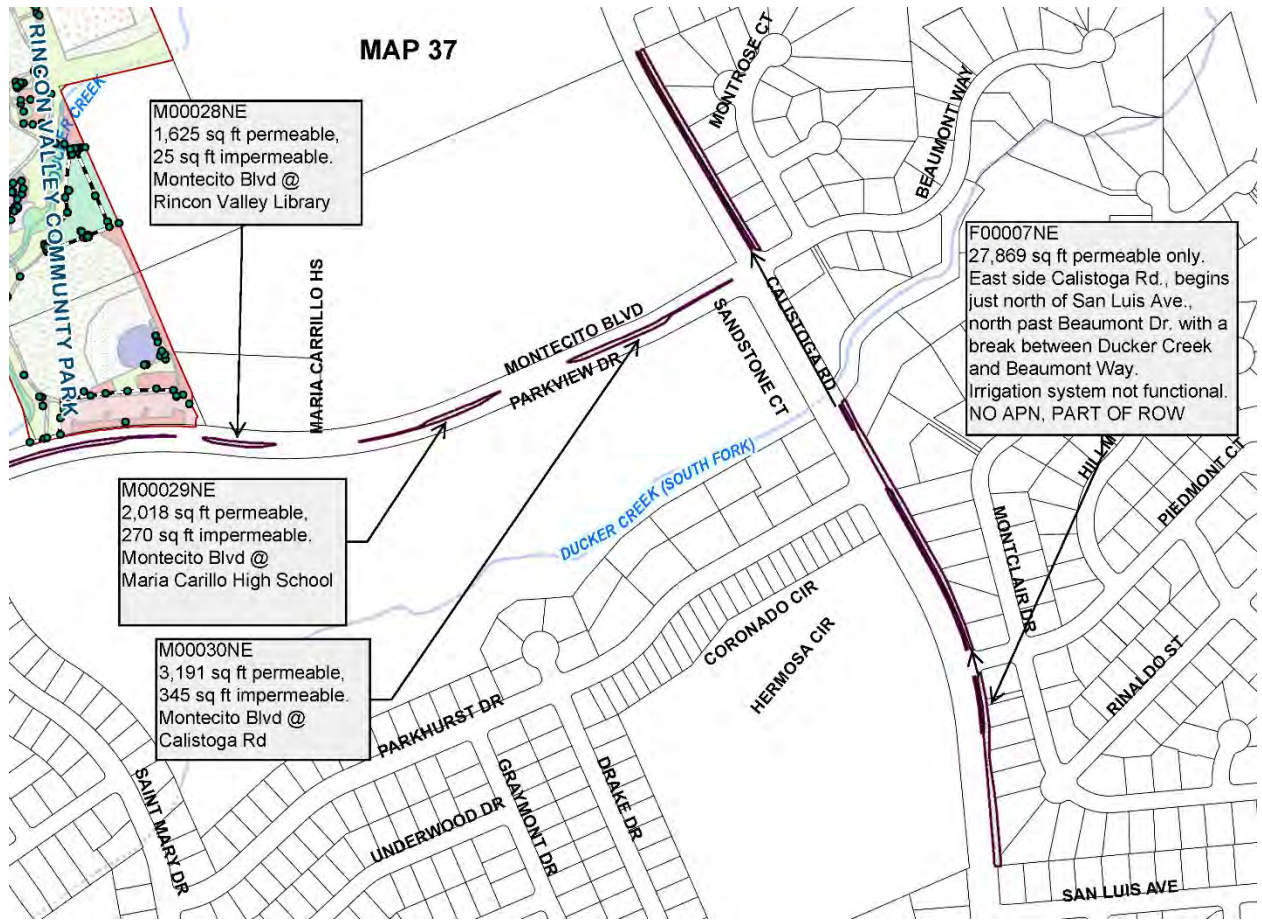 MAP 37
RINCON VALLEY COMMUNITY PARK
CREEK
M00028NE
1,625 sq ft permeable,
25 sq ft impermeable.
Montecito Blvd @
Rincon Valley Library
MARIA CARRILLO HS
MONTROSE CT
BEAUMONT WAY
F00007NE
27,869 sq ft permeable only.
East side Calistoga Rd., begins
just north of San Luis Ave.,
north past Beaumont Dr. with a
break between Ducker Creek
and Beaumont Way.
Irrigation system not functional.
NO APN, PART OF ROW
MONTECITO BLVD
PARKVIEW DR
CALISTOGA RD
SANDSTONE CT
M00029NE
2,018 sq ft permeable,
270 sq ft impermeable.
Montecito Blvd @
Maria Carillo High School
DUCKER CREEK (SOUTH FORK)
HILLM
PIEDMONT CT
MONTCLAIR DR
RINALDO ST
M00030NE
3,191 sq ft permeable,
345 sq ft impermeable.
Montecito Blvd @
Calistoga Rd
CORONADO CIR
HERMOSA CIR
PARKHURST DR
SAINT MARY DR
UNDERWOOD DR
GRAYMONT DR
DRAKE DR
SAN LUIS AVE